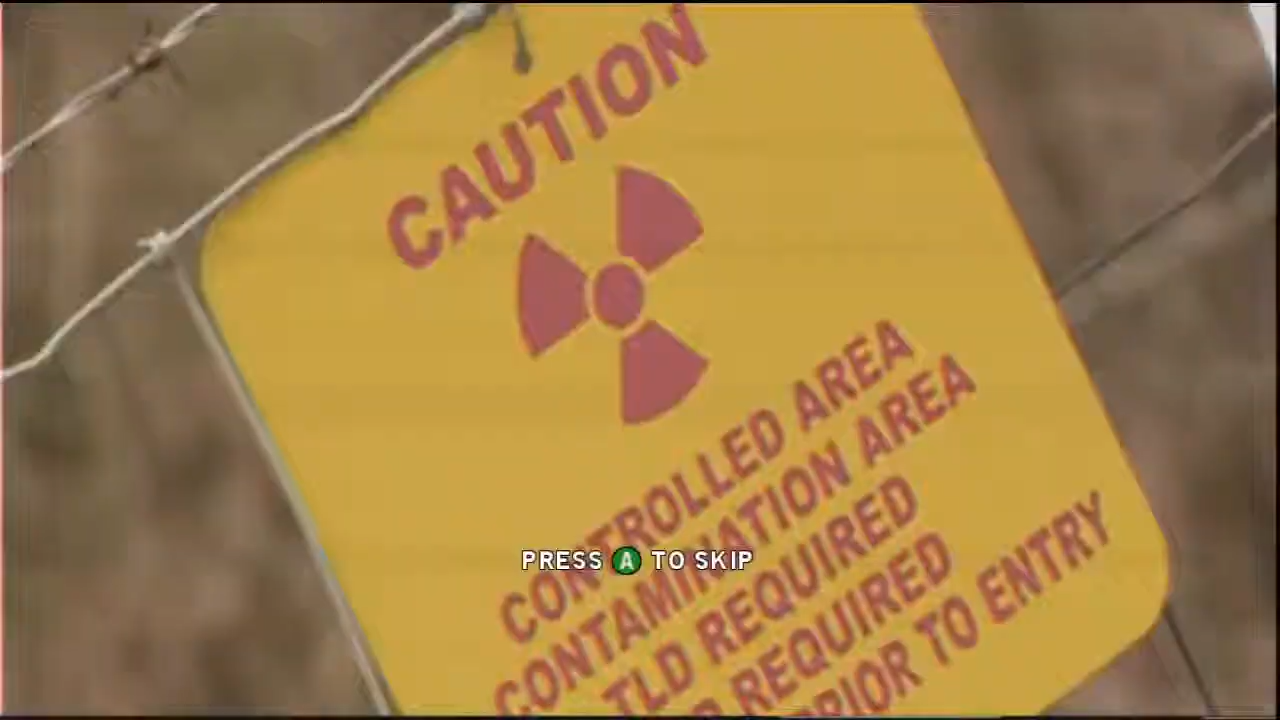 CAUTION
CONTROLLED AREA
CONTAMINATION AREA
TLD REQUIRED
REQUIRED
PRIOR TO ENTRY
PRESS A TO SKIP